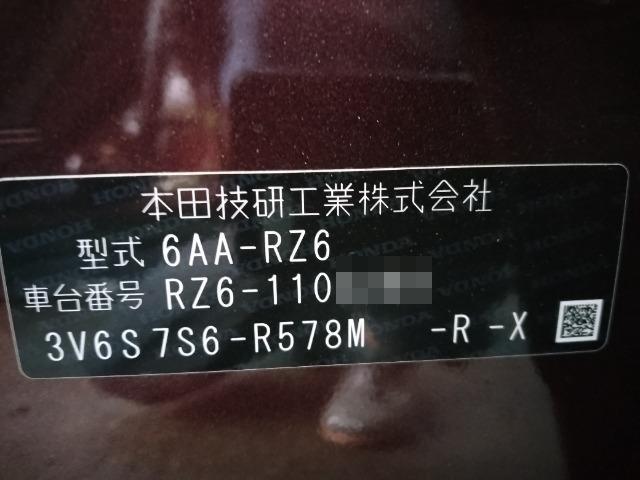 本田技研工業株式会社
型式 6AA-RZ6
車台番号 RZ6-110
3V6S7S6-R578M -R -X